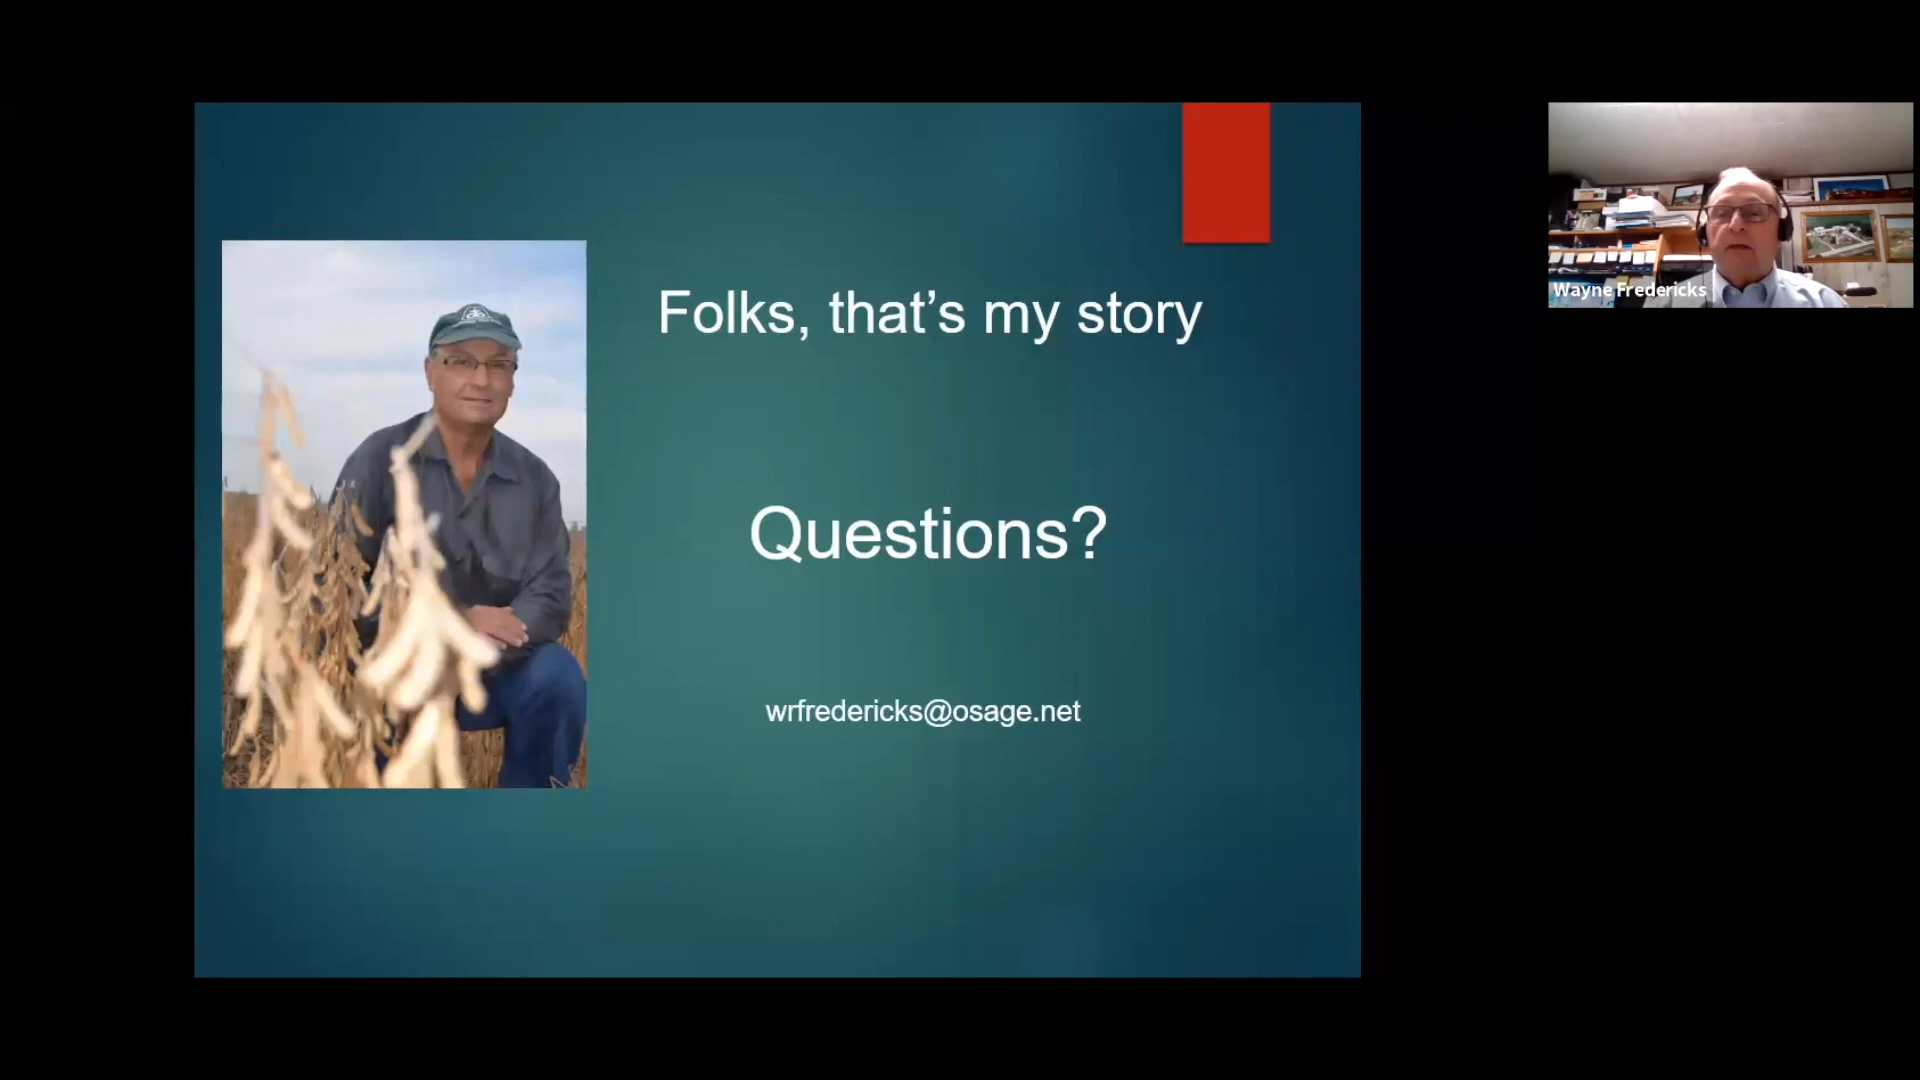 Folks, that’s my story
Questions?
wrfredericks@osage.net
Wayne Fredericks